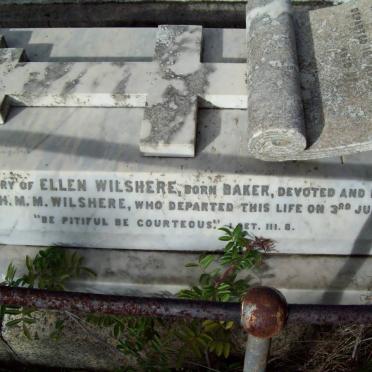 RY OF ELLEN WILSHERE, BORN BAKER, DEVOTED AND
H. M. M. WILSHERE, WHO DEPARTED THIS LIFE ON 3RD JU
"BE PITIFUL BE COURTEOUS" PET. III. 8.